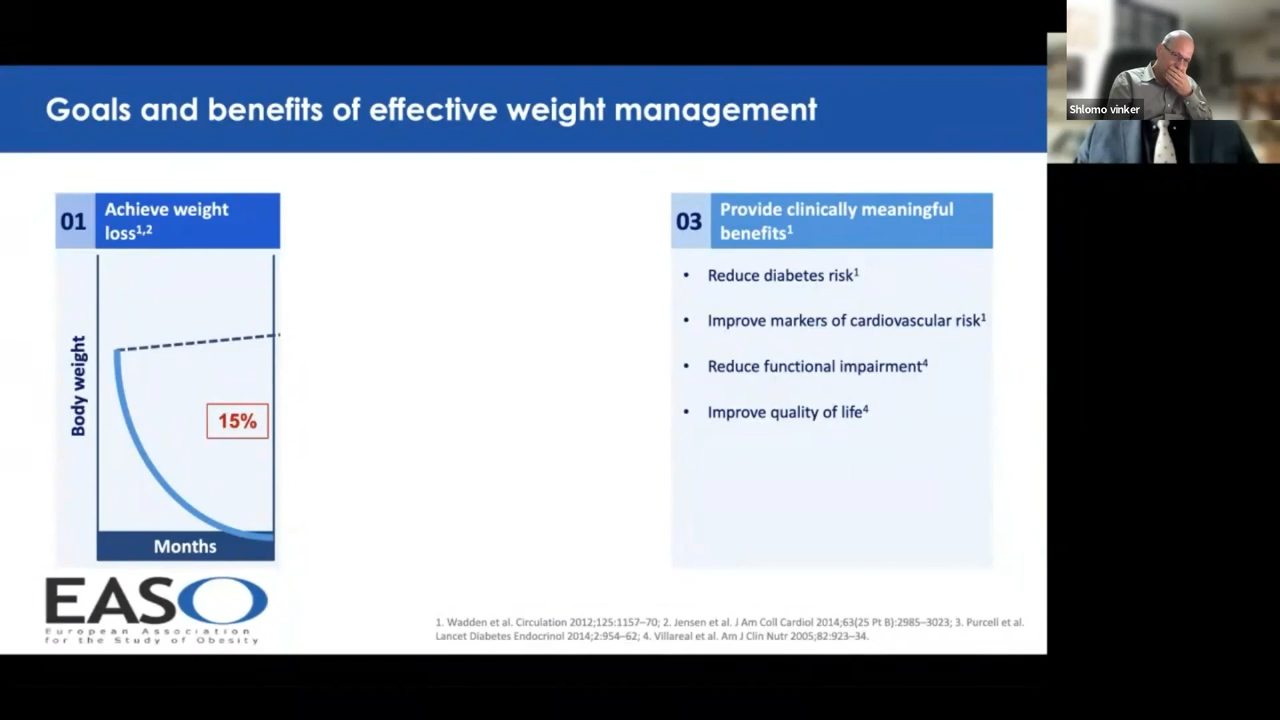 Goals and benefits of effective weight management
Shlomo vinker
01
Achieve weight
loss1,2
Body weight
15%
Months
03
Provide clinically meaningful
benefits1
• Reduce diabetes risk1
• Improve markers of cardiovascular risk1
• Reduce functional impairment4
• Improve quality of life4
EASO
European Association
for the Study of Obesity
1. Wadden et al. Circulation 2012;125:1157–70; 2. Jensen et al. J Am Coll Cardiol 2014;63(25 Pt B):2985–3023; 3. Purcell et al.
Lancet Diabetes Endocrinol 2014;2:954–62; 4. Villareal et al. Am J Clin Nutr 2005;82:923–34.